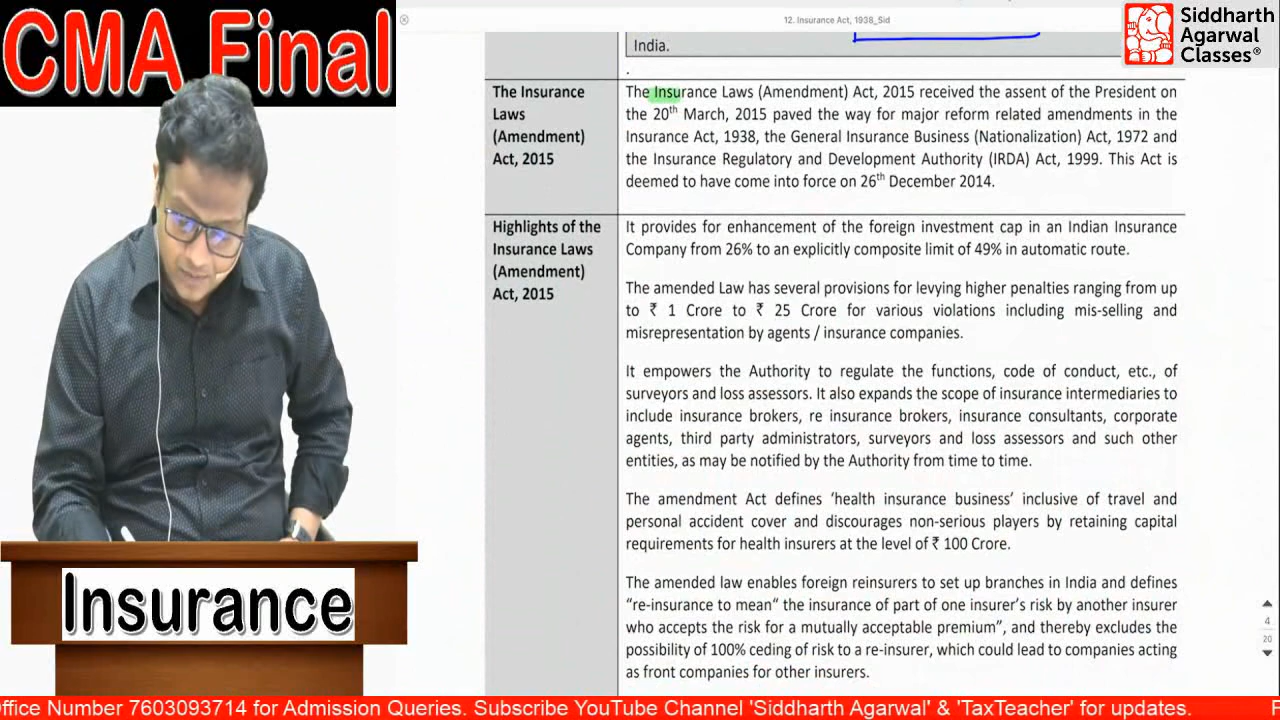 CMA Final
12. Insurance Act, 1938_Sid
Siddharth
Agarwal
Classes®
India.
.
The Insurance
Laws
(Amendment)
Act, 2015
The Insurance Laws (Amendment) Act, 2015 received the assent of the President on
the 20th March, 2015 paved the way for major reform related amendments in the
Insurance Act, 1938, the General Insurance Business (Nationalization) Act, 1972 and
the Insurance Regulatory and Development Authority (IRDA) Act, 1999. This Act is
deemed to have come into force on 26th December 2014.
Highlights of the
Insurance Laws
(Amendment)
Act, 2015
It provides for enhancement of the foreign investment cap in an Indian Insurance
Company from 26% to an explicitly composite limit of 49% in automatic route.
The amended Law has several provisions for levying higher penalties ranging from up
to ₹ 1 Crore to ₹ 25 Crore for various violations including mis-selling and
misrepresentation by agents / insurance companies.
It empowers the Authority to regulate the functions, code of conduct, etc., of
surveyors and loss assessors. It also expands the scope of insurance intermediaries to
include insurance brokers, re insurance brokers, insurance consultants, corporate
agents, third party administrators, surveyors and loss assessors and such other
entities, as may be notified by the Authority from time to time.
The amendment Act defines ‘health insurance business’ inclusive of travel and
personal accident cover and discourages non-serious players by retaining capital
requirements for health insurers at the level of ₹ 100 Crore.
The amended law enables foreign reinsurers to set up branches in India and defines
“re-insurance to mean“ the insurance of part of one insurer’s risk by another insurer
who accepts the risk for a mutually acceptable premium”, and thereby excludes the
possibility of 100% ceding of risk to a re-insurer, which could lead to companies acting
as front companies for other insurers.
4
20
Insurance
ffice Number 7603093714 for Admission Queries. Subscribe YouTube Channel 'Siddharth Agarwal' & 'TaxTeacher' for updates.